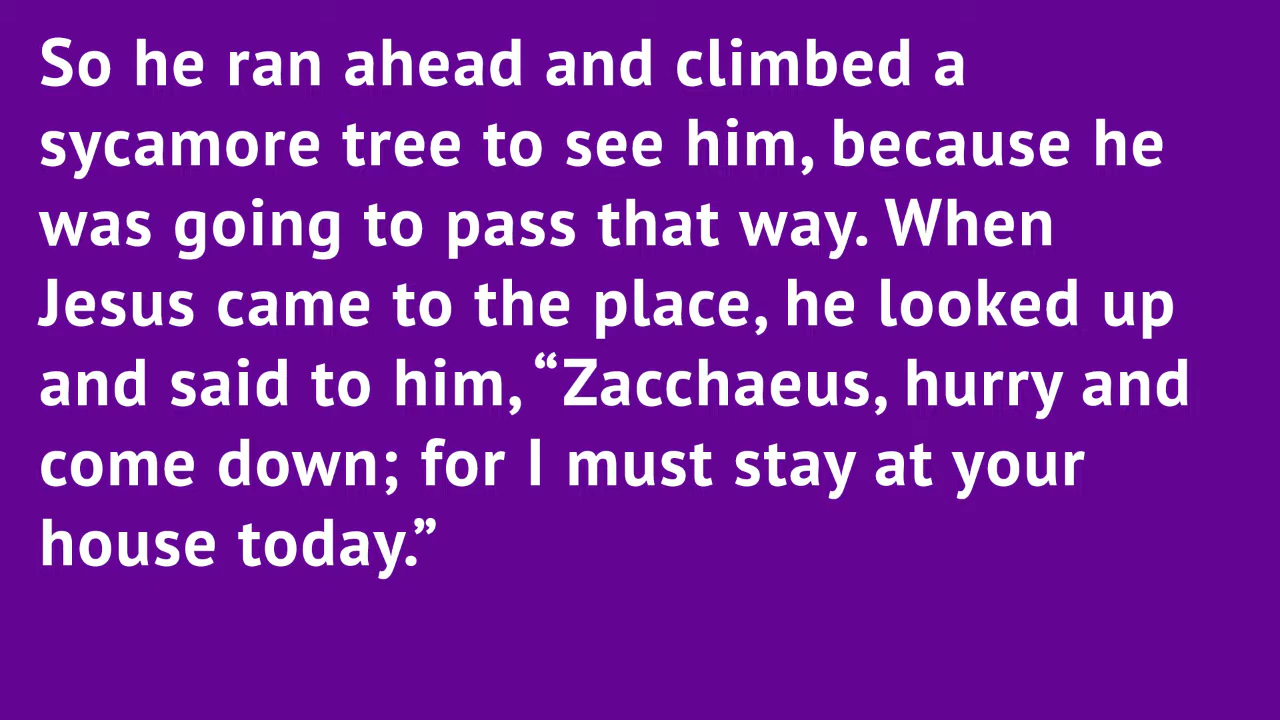 So he ran ahead and climbed a
sycamore tree to see him, because he
was going to pass that way. When
Jesus came to the place, he looked up
and said to him, “Zacchaeus, hurry and
come down; for I must stay at your
house today.”